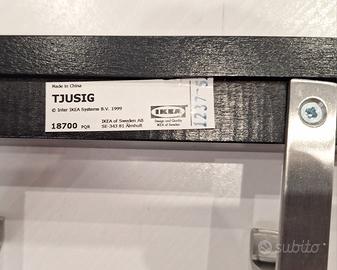 Made in China
TJUSIG
© Inter IKEA Systems B.V. 1999
18700 PQR
IKEA of Sweden AB
SE-343 81 Älmhult
IKEA
Design and Quality
IKEA of Sweden
subito